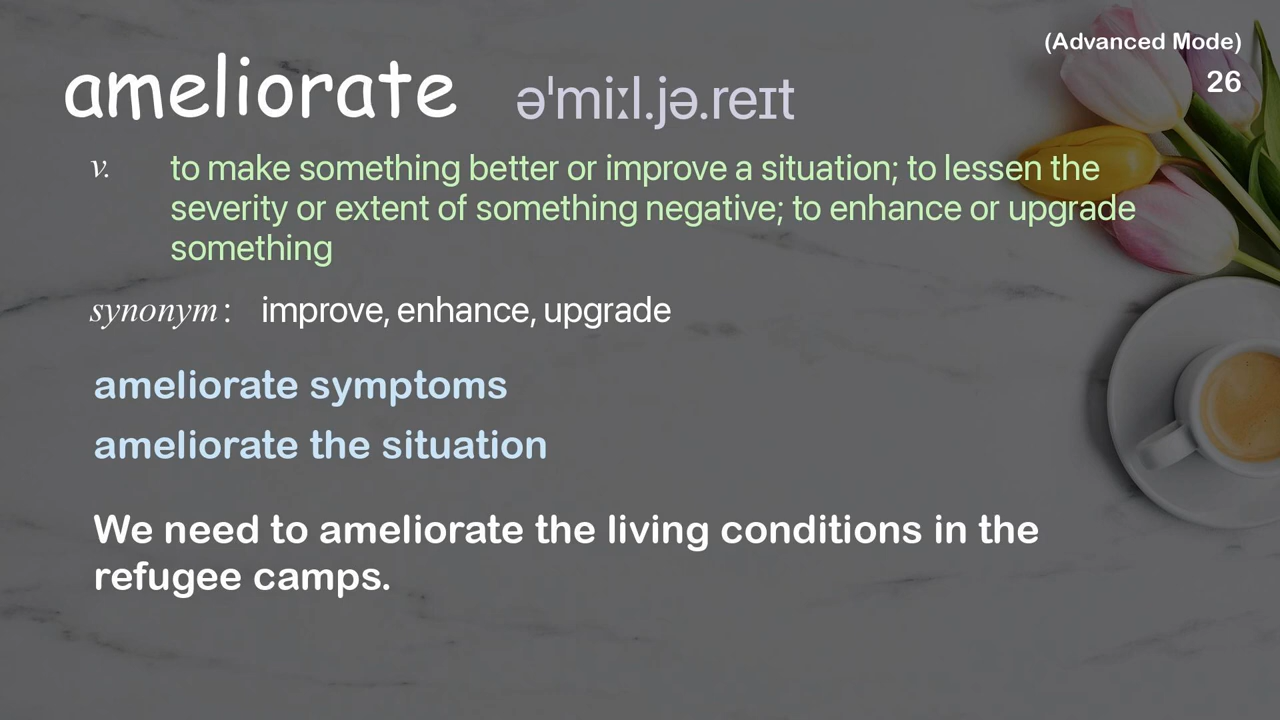 (Advanced Mode)
26
ameliorate əˈmiːl.jə.reɪt
v. to make something better or improve a situation; to lessen the
severity or extent of something negative; to enhance or upgrade
something
synonym: improve, enhance, upgrade
ameliorate symptoms
ameliorate the situation
We need to ameliorate the living conditions in the
refugee camps.